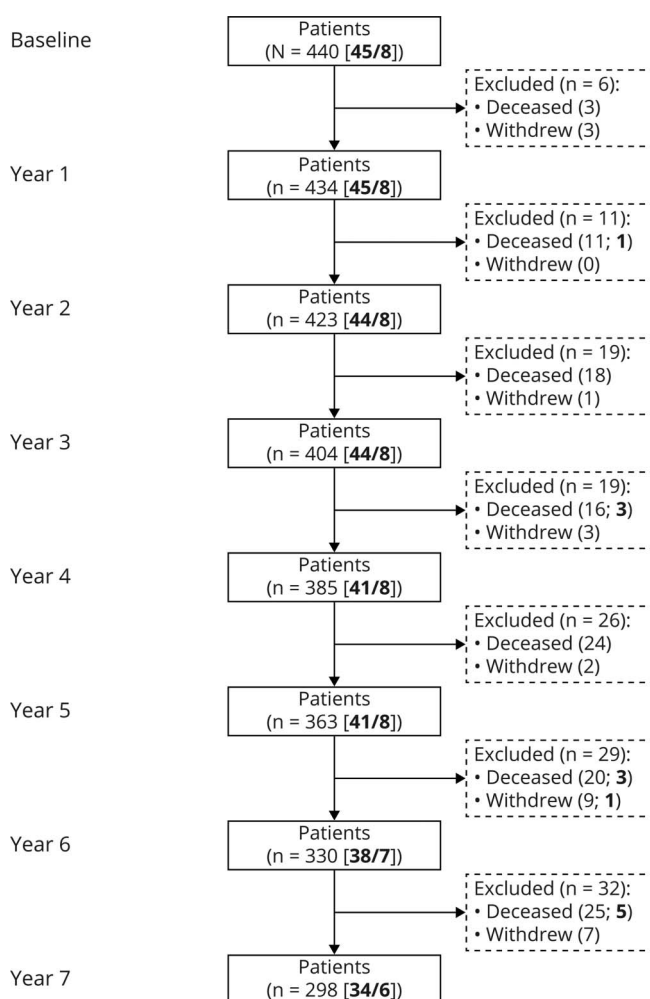 Baseline
Patients
(N = 440 [45/8])
Excluded (n = 6):
• Deceased (3)
• Withdrew (3)
Year 1
Patients
(n = 434 [45/8])
Excluded (n = 11):
• Deceased (11; 1)
• Withdrew (0)
Year 2
Patients
(n = 423 [44/8])
Excluded (n = 19):
• Deceased (18)
• Withdrew (1)
Year 3
Patients
(n = 404 [44/8])
Excluded (n = 19):
• Deceased (16; 3)
• Withdrew (3)
Year 4
Patients
(n = 385 [41/8])
Excluded (n = 26):
• Deceased (24)
• Withdrew (2)
Year 5
Patients
(n = 363 [41/8])
Excluded (n = 29):
• Deceased (20; 3)
• Withdrew (9; 1)
Year 6
Patients
(n = 330 [38/7])
Excluded (n = 32):
• Deceased (25; 5)
• Withdrew (7)
Year 7
Patients
(n = 298 [34/6])